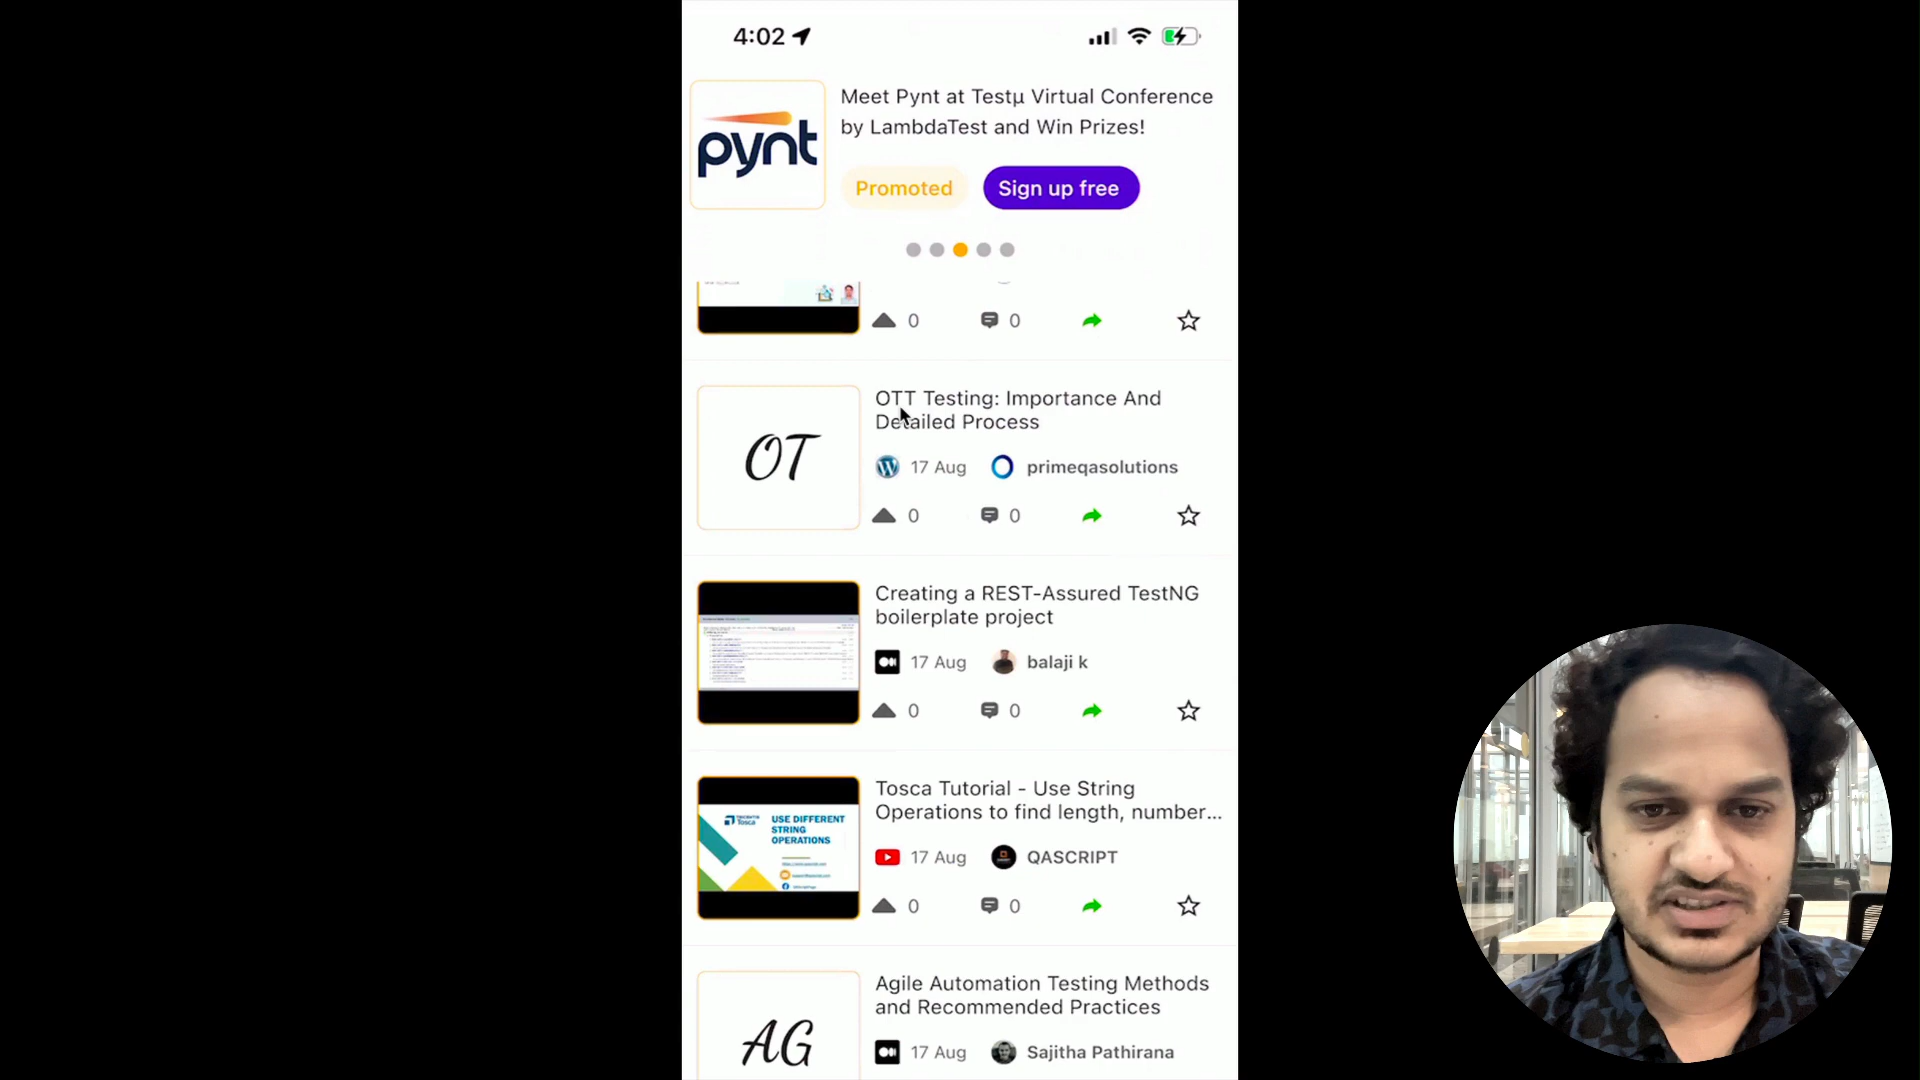 4:02
pynt
Meet Pynt at Testμ Virtual Conference
by LambdaTest and Win Prizes!
Promoted
Sign up free
0
0
OT
OTT Testing: Importance And
Detailed Process
17 Aug
primeqasolutions
0
0
Creating a REST-Assured TestNG
boilerplate project
17 Aug
balaji k
0
0
Tosca
USE DIFFERENT
STRING
OPERATIONS
Tosca Tutorial - Use String
Operations to find length, number...
17 Aug
QASCRIPT
0
0
AG
Agile Automation Testing Methods
and Recommended Practices
17 Aug
Sajitha Pathirana